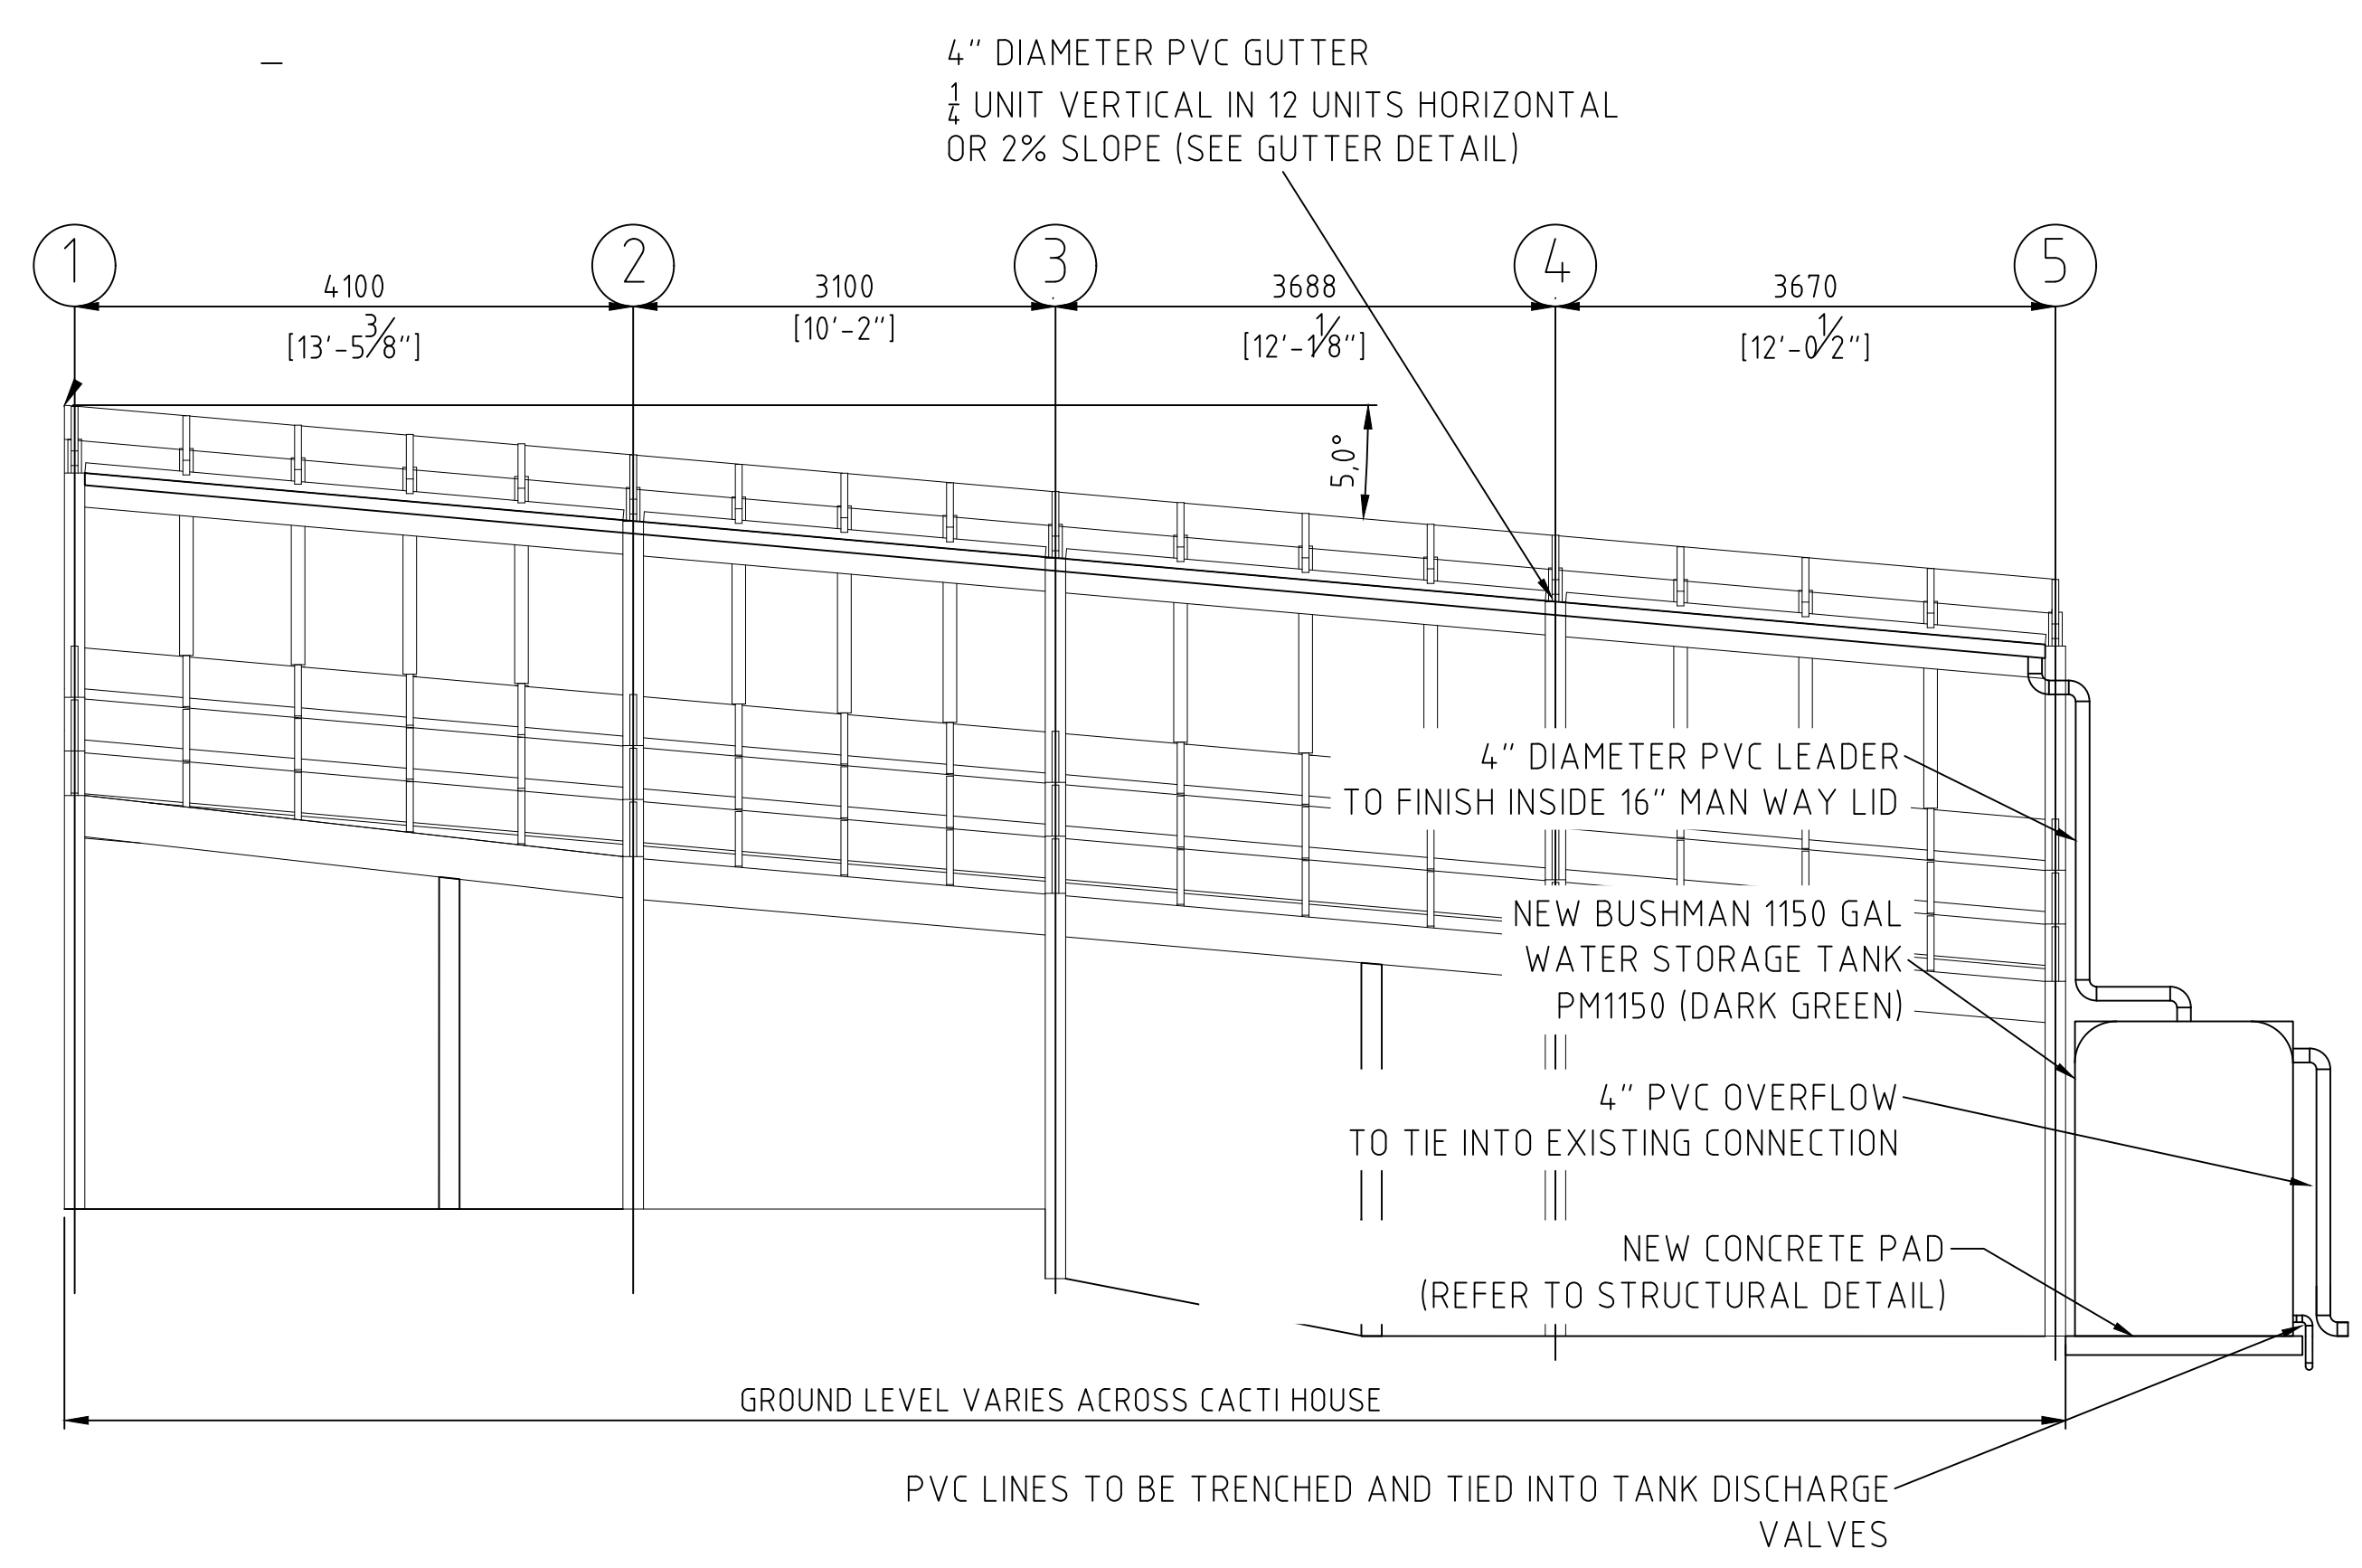 4" DIAMETER PVC GUTTER
1/4 UNIT VERTICAL IN 12 UNITS HORIZONTAL
OR 2% SLOPE (SEE GUTTER DETAIL)
1 2 3 4 5
4100 3100 3688 3670
[13'-5 3/8"] [10'-2"] [12'-1 1/8"] [12'-0 1/2"]
5,0°
4" DIAMETER PVC LEADER
TO FINISH INSIDE 16" MAN WAY LID
NEW BUSHMAN 1150 GAL
WATER STORAGE TANK
PM1150 (DARK GREEN)
4" PVC OVERFLOW
TO TIE INTO EXISTING CONNECTION
NEW CONCRETE PAD
(REFER TO STRUCTURAL DETAIL)
GROUND LEVEL VARIES ACROSS CACTI HOUSE
PVC LINES TO BE TRENCHED AND TIED INTO TANK DISCHARGE
VALVES